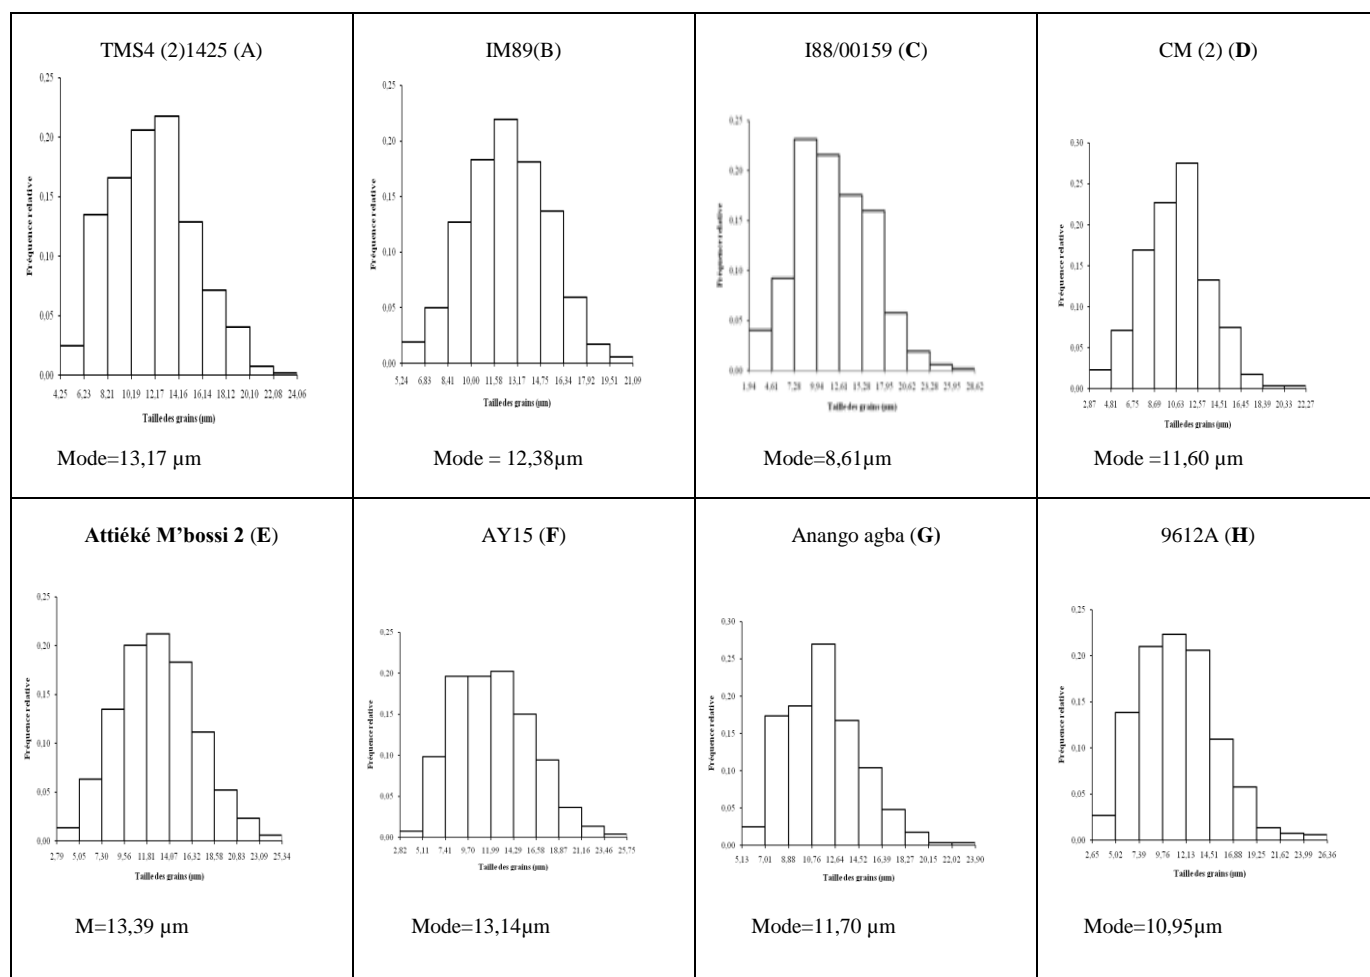 TMS4 (2)1425 (A)
0,25
0,20
0,15
0,10
0,05
0,00
Fréquence relative
4,25 6,23 8,21 10,19 12,17 14,16 16,14 18,12 20,10 22,08 24,06
Taille des grains (µm)
Mode=13,17 µm
IM89(B)
0,25
0,20
0,15
0,10
0,05
0,00
Fréquence relative
5,24 6,83 8,41 10,00 11,58 13,17 14,75 16,34 17,92 19,51 21,09
Taille des grains (µm)
Mode = 12,38µm
I88/00159 (C)
0,25
0,20
0,15
0,10
0,05
0,00
Fréquence relative
1,94 4,61 7,28 9,94 12,61 15,28 17,95 20,62 23,28 25,95 28,62
Taille des grains (µm)
Mode=8,61µm
CM (2) (D)
0,30
0,25
0,20
0,15
0,10
0,05
0,00
Fréquence relative
2,87 4,81 6,75 8,69 10,63 12,57 14,51 16,45 18,39 20,33 22,27
Taille des grains (µm)
Mode =11,60 µm
Attiéké M’bossi 2 (E)
0,25
0,20
0,15
0,10
0,05
0,00
Fréquence relative
2,79 5,05 7,30 9,56 11,81 14,07 16,32 18,58 20,83 23,09 25,34
Taille des grains (µm)
M=13,39 µm
AY15 (F)
0,25
0,20
0,15
0,10
0,05
0,00
Fréquence relative
2,82 5,11 7,41 9,70 11,99 14,29 16,58 18,87 21,16 23,46 25,75
Taille des grains (µm)
Mode=13,14µm
Anango agba (G)
0,30
0,25
0,20
0,15
0,10
0,05
0,00
Fréquence relative
5,13 7,01 8,88 10,76 12,64 14,52 16,39 18,27 20,15 22,02 23,90
Taille des grains (µm)
Mode=11,70 µm
9612A (H)
0,25
0,20
0,15
0,10
0,05
0,00
Fréquence relative
2,65 5,02 7,39 9,76 12,13 14,51 16,88 19,25 21,62 23,99 26,36
Taille des grains (µm)
Mode=10,95µm